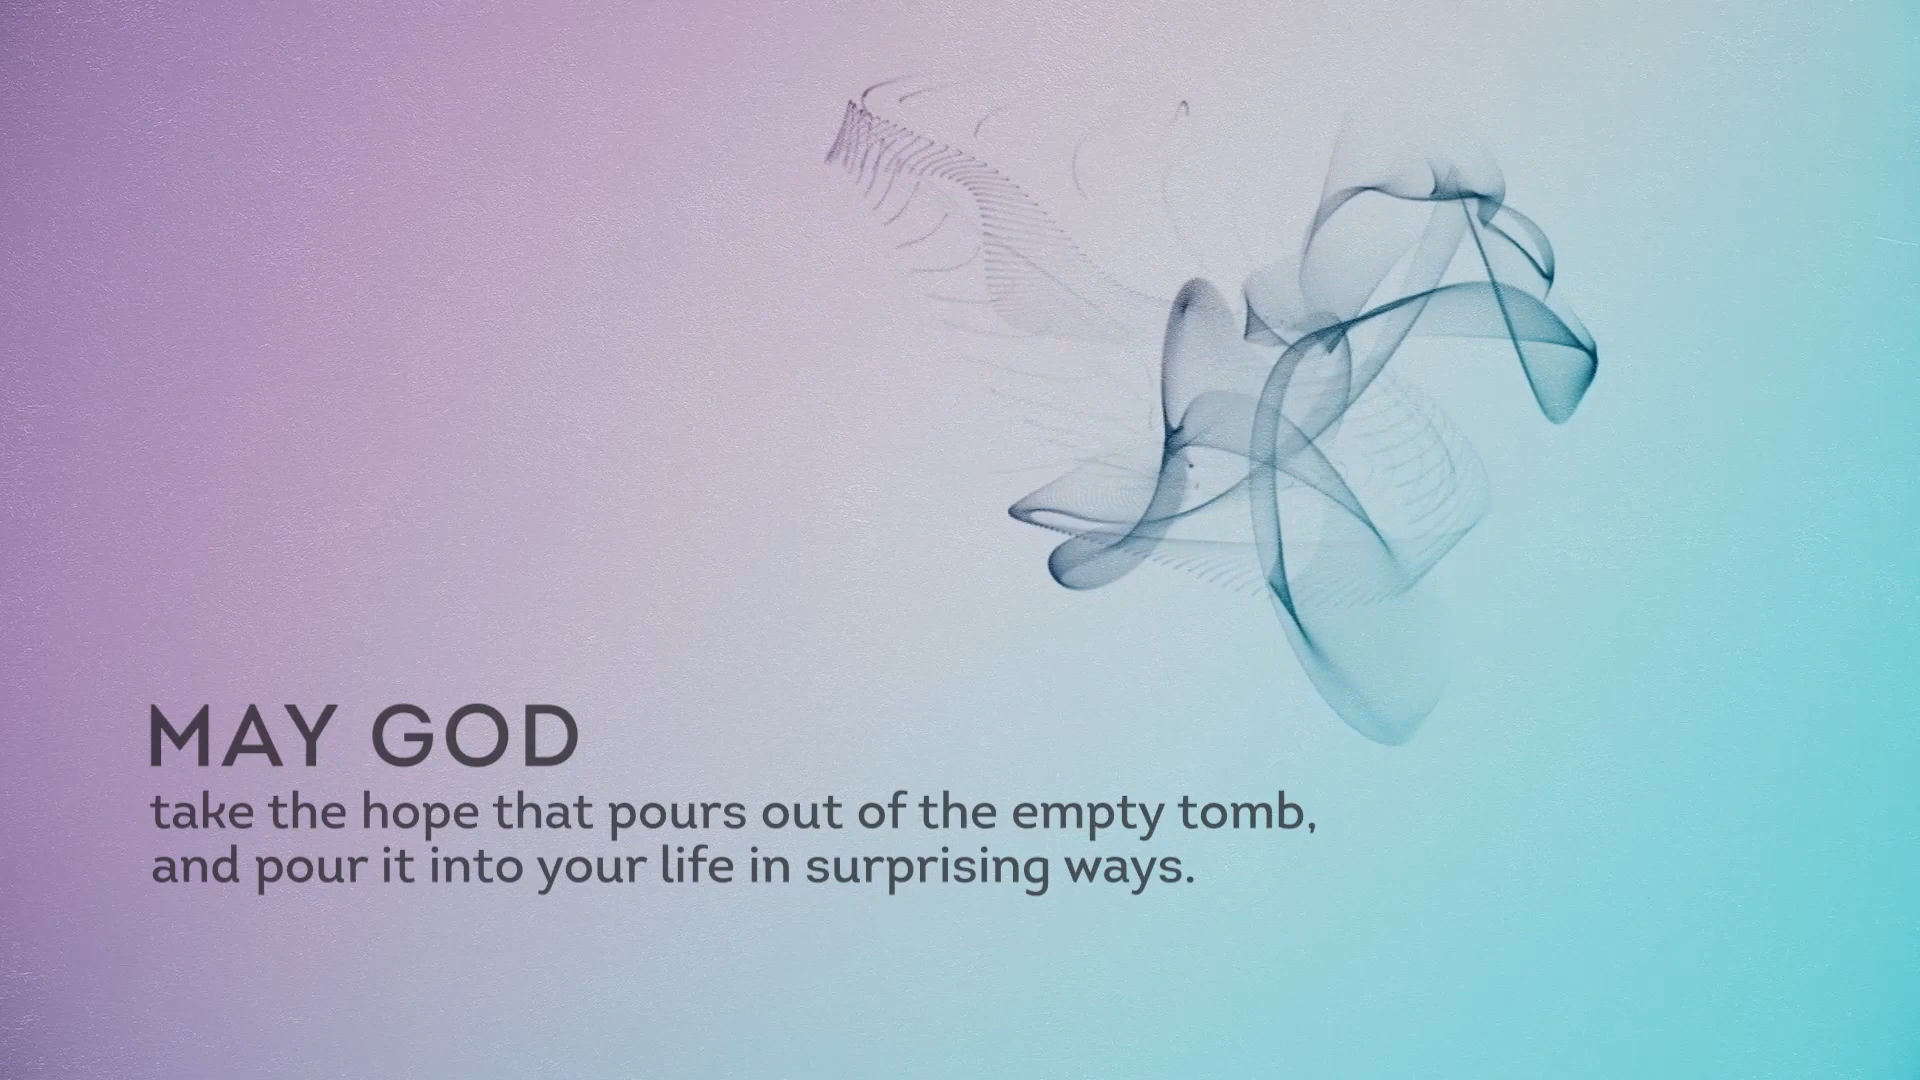 MAY GOD
take the hope that pours out of the empty tomb,
and pour it into your life in surprising ways.